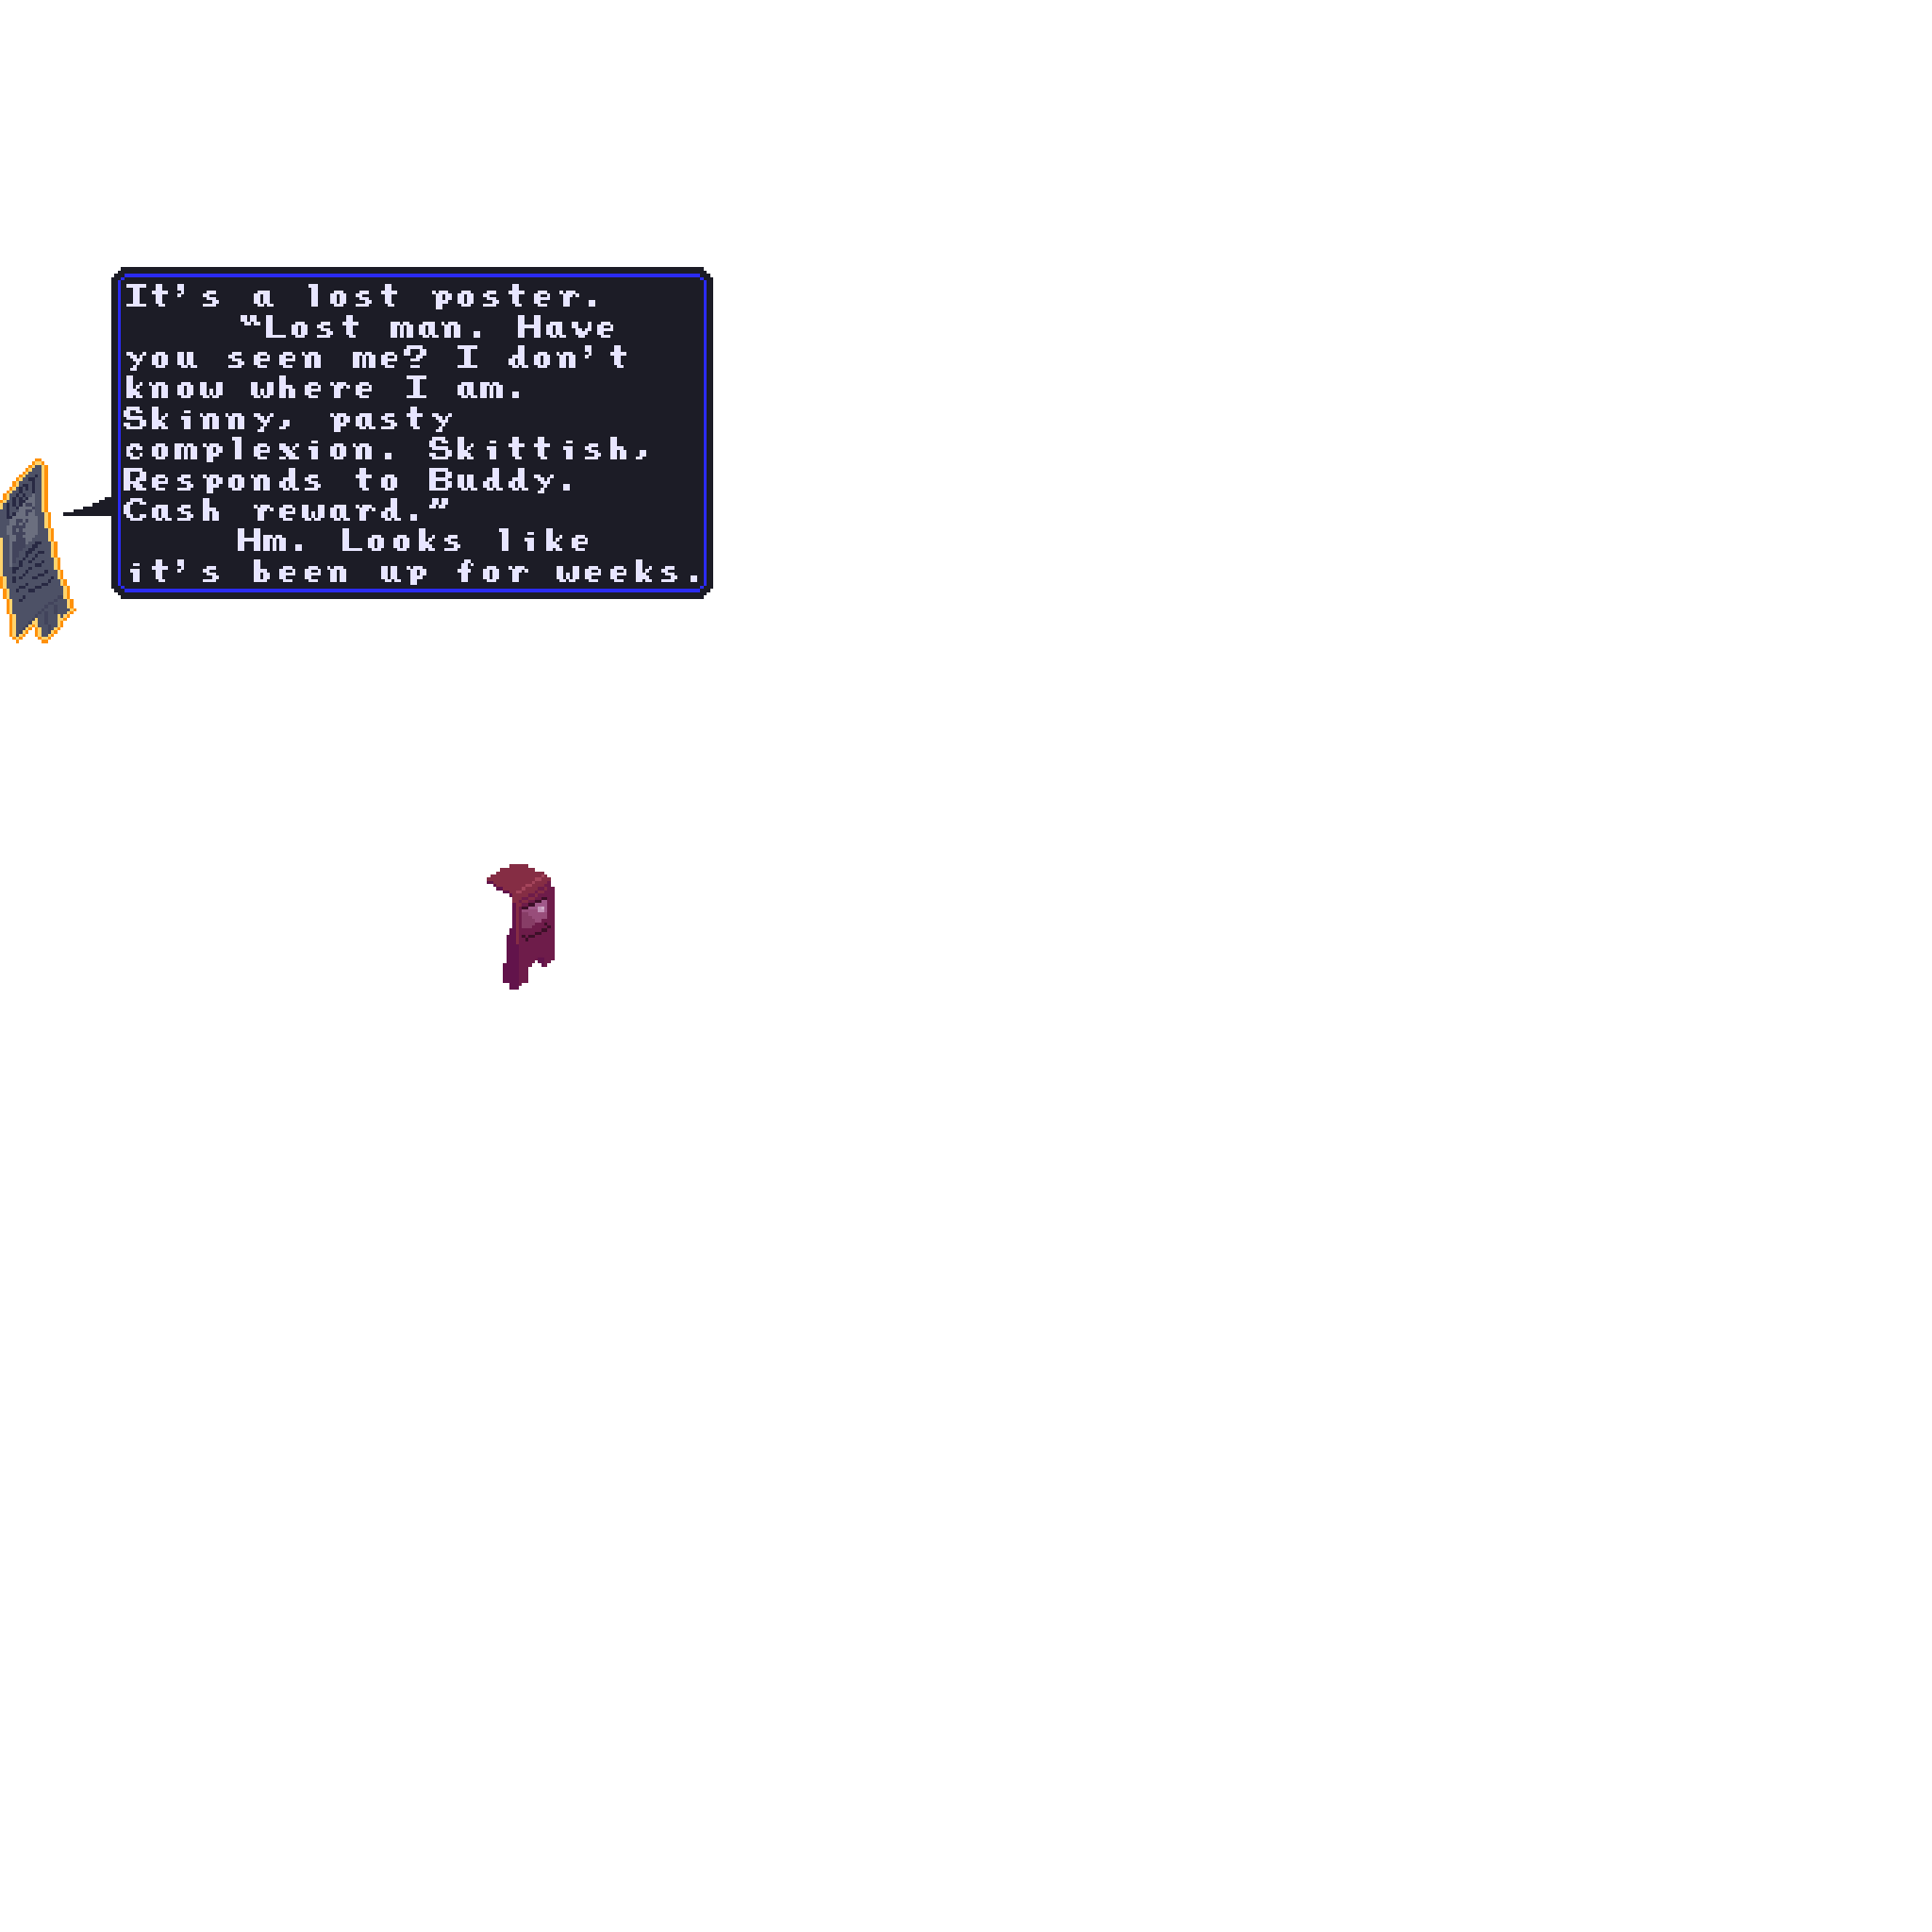 It's a lost poster.
"Lost man. Have
you seen me? I don't
know where I am.
Skinny, pasty
complexion. Skittish,
Responds to Buddy.
Cash reward."
Hm. Looks like
it's been up for weeks.